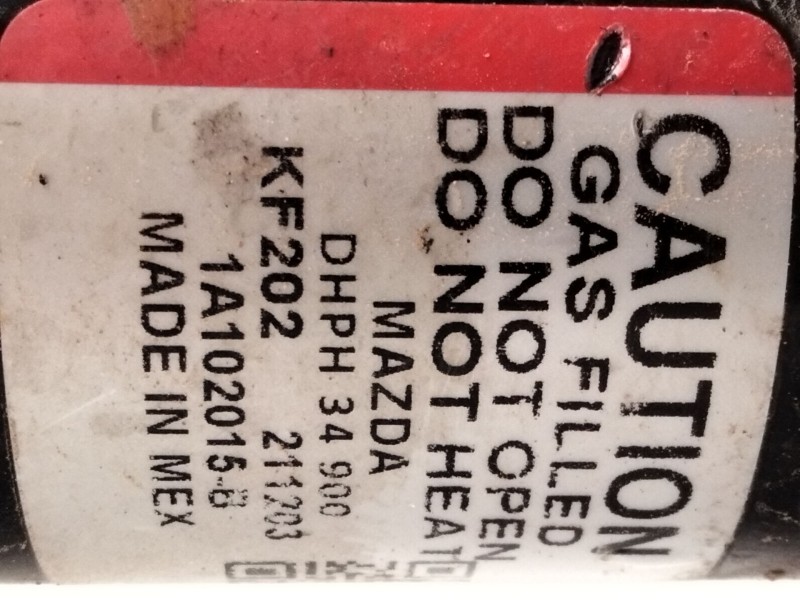 CAUTION
GAS FILLED
DO NOT OPEN
DO NOT HEAT
MAZDA
DHPH 34 900
KF202 211203
1A102015-B
MADE IN MEX